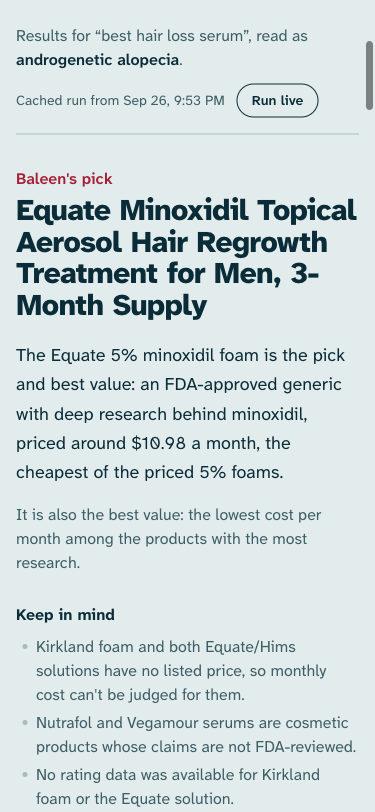 Results for “best hair loss serum”, read as
androgenetic alopecia.
Cached run from Sep 26, 9:53 PM
Run live
Baleen's pick
Equate Minoxidil Topical
Aerosol Hair Regrowth
Treatment for Men, 3-
Month Supply
The Equate 5% minoxidil foam is the pick
and best value: an FDA-approved generic
with deep research behind minoxidil,
priced around $10.98 a month, the
cheapest of the priced 5% foams.
It is also the best value: the lowest cost per
month among the products with the most
research.
Keep in mind
Kirkland foam and both Equate/Hims
solutions have no listed price, so monthly
cost can't be judged for them.
Nutrafol and Vegamour serums are cosmetic
products whose claims are not FDA-reviewed.
No rating data was available for Kirkland
foam or the Equate solution.